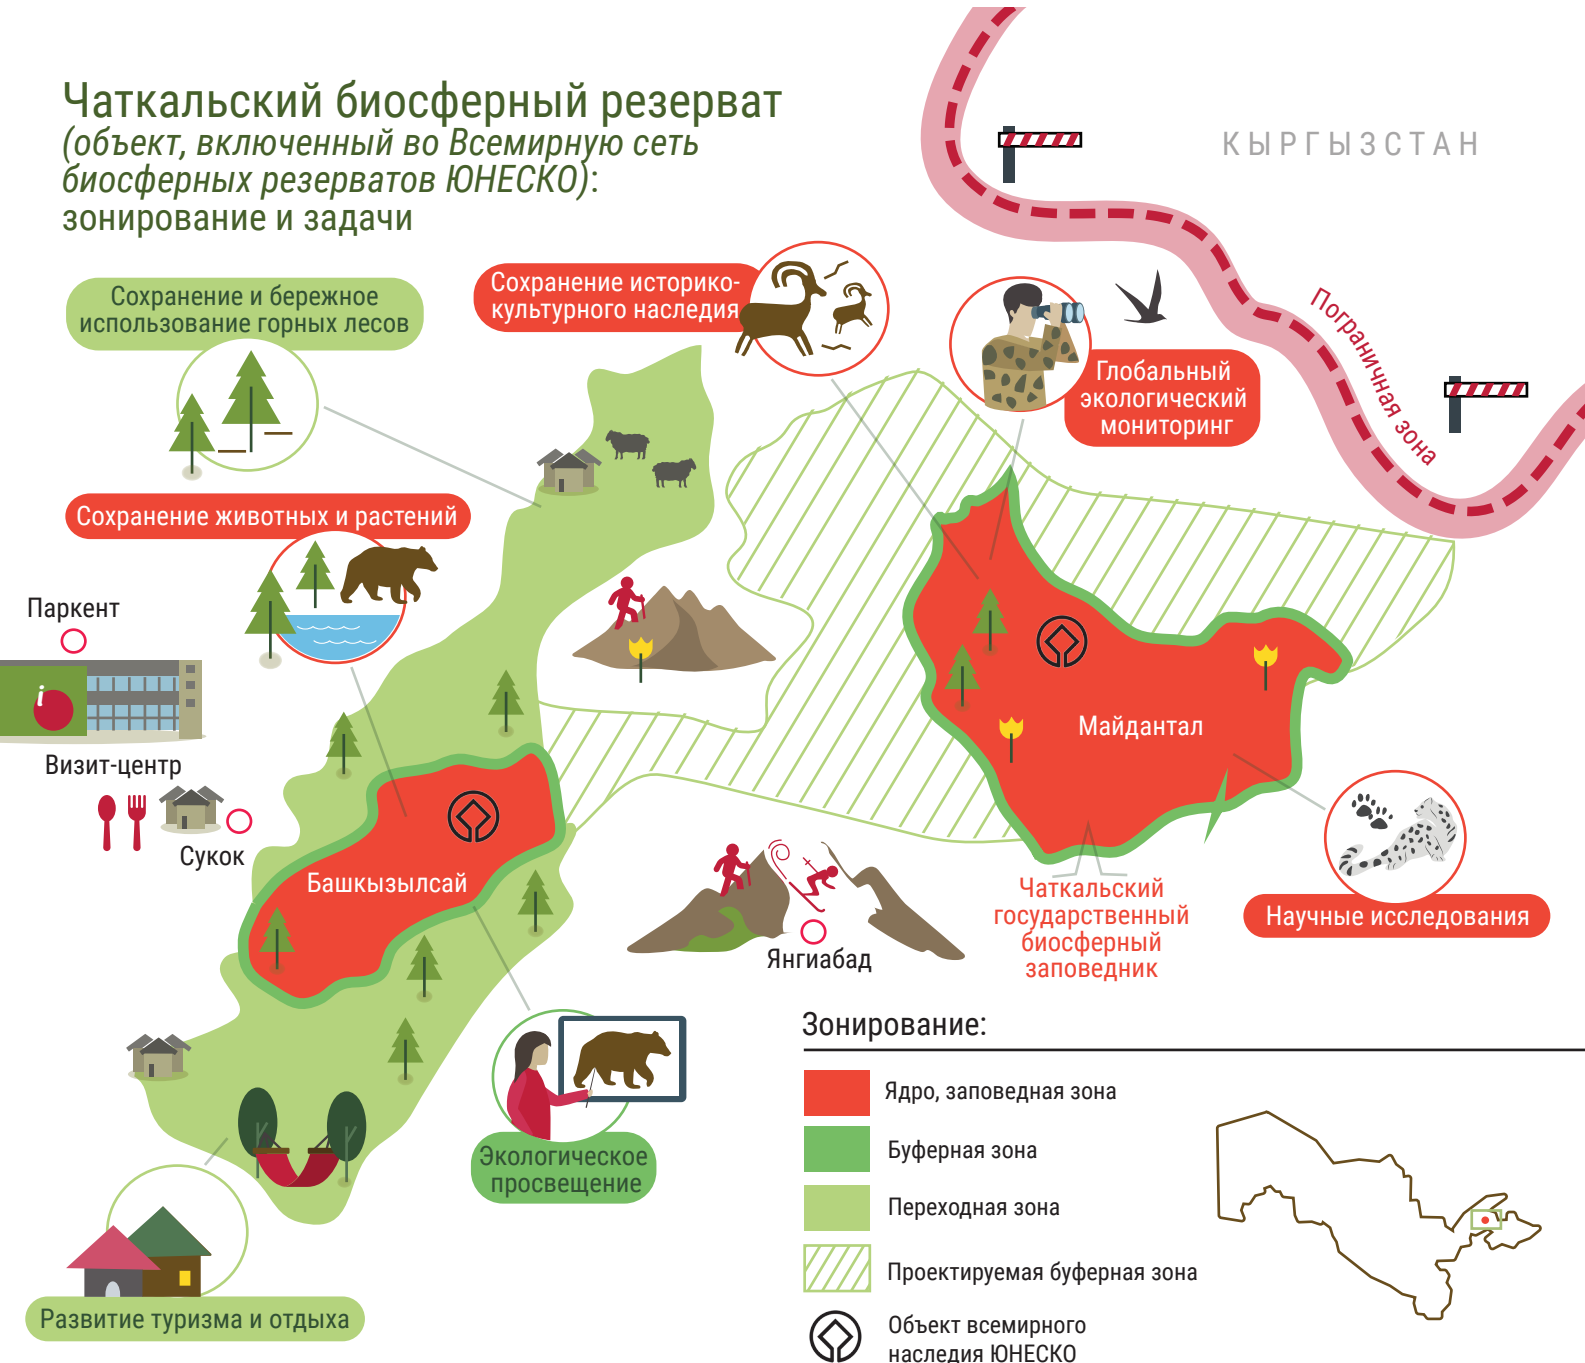 Чаткальский биосферный резерват
(объект, включенный во Всемирную сеть
биосферных резерватов ЮНЕСКО):
зонирование и задачи
КЫРГЫЗСТАН
Пограничная зона
Сохранение и бережное
использование горных лесов
Сохранение историко-
культурного наследия
Глобальный
экологический
мониторинг
Сохранение животных и растений
Паркент
i
Визит-центр
Сукок
Майдантал
Башкызылсай
Янгиабад
Чаткальский
государственный
биосферный
заповедник
Научные исследования
Экологическое
просвещение
Развитие туризма и отдыха
Зонирование:
Ядро, заповедная зона
Буферная зона
Переходная зона
Проектируемая буферная зона
Объект всемирного
наследия ЮНЕСКО